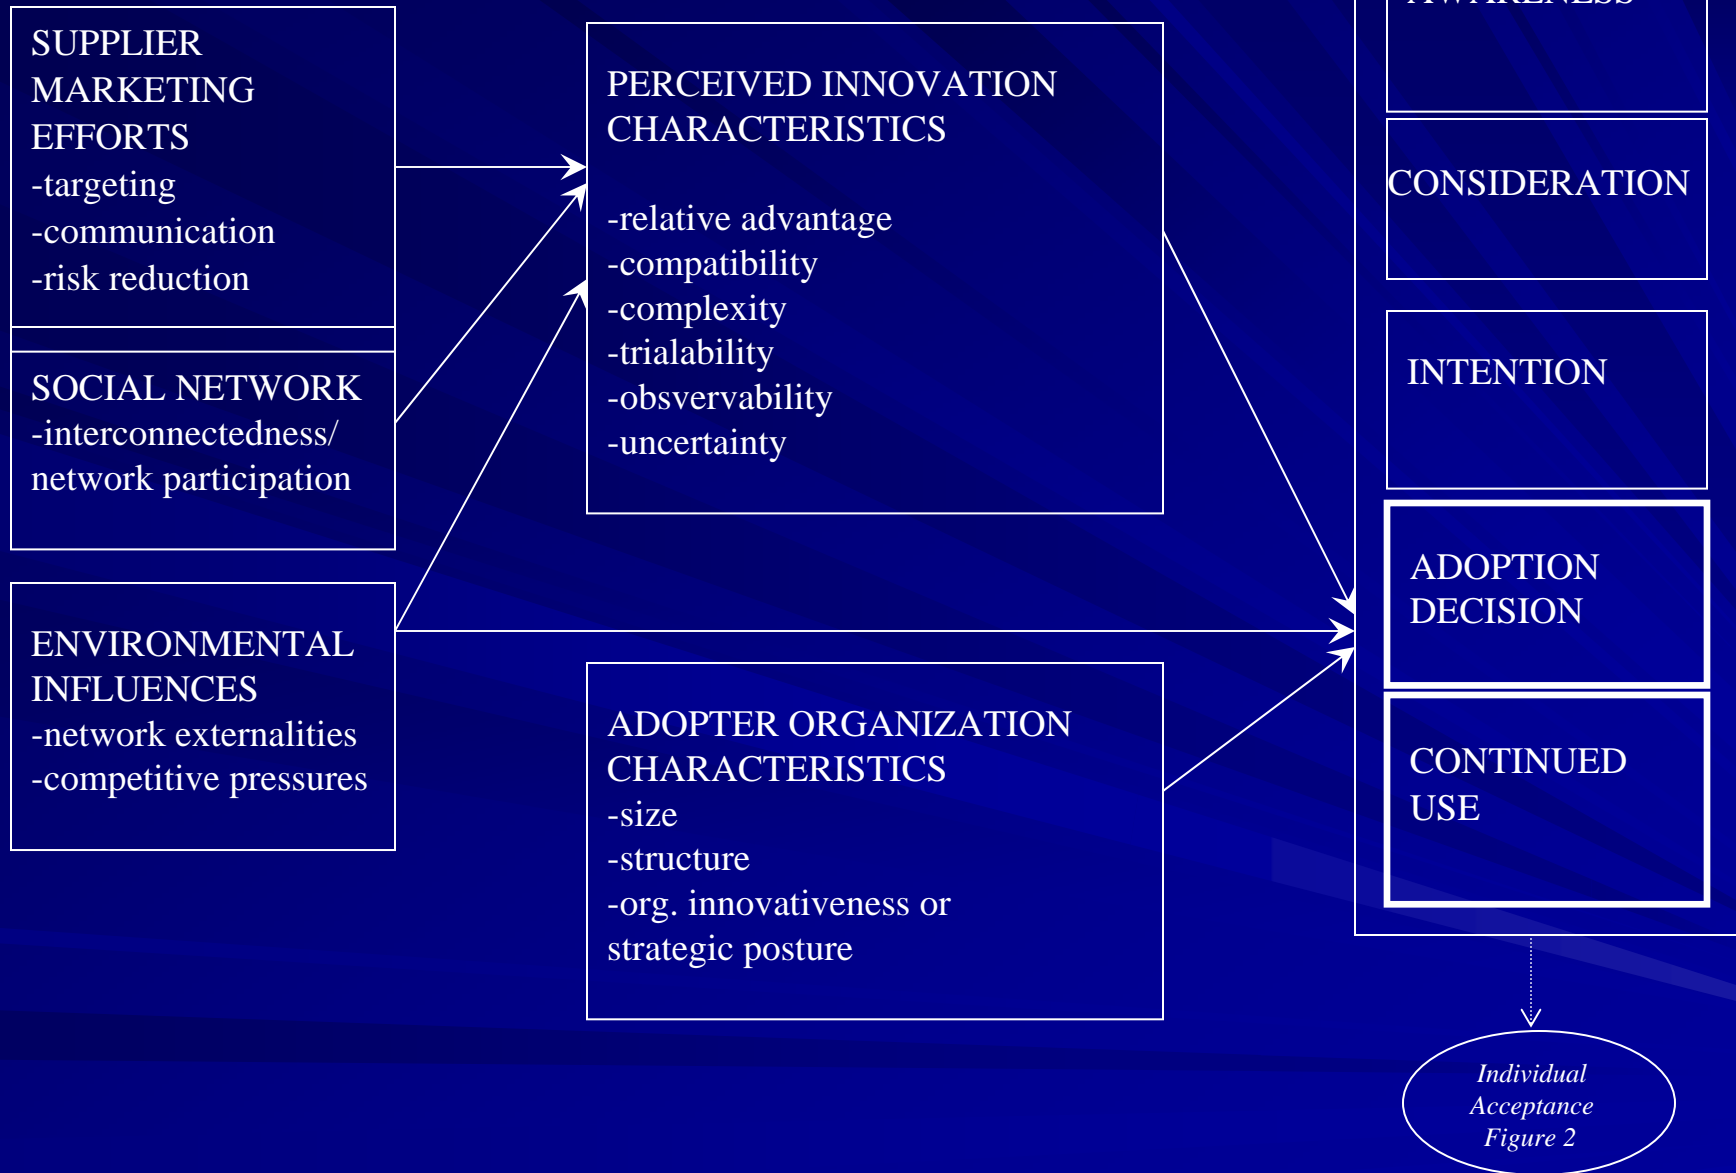 SUPPLIER
MARKETING
EFFORTS
-targeting
-communication
-risk reduction
SOCIAL NETWORK
-interconnectedness/
network participation
ENVIRONMENTAL
INFLUENCES
-network externalities
-competitive pressures
PERCEIVED INNOVATION
CHARACTERISTICS
-relative advantage
-compatibility
-complexity
-trialability
-obsvervability
-uncertainty
ADOPTER ORGANIZATION
CHARACTERISTICS
-size
-structure
-org. innovativeness or
strategic posture
AWARENESS
CONSIDERATION
INTENTION
ADOPTION
DECISION
CONTINUED
USE
Individual
Acceptance
Figure 2